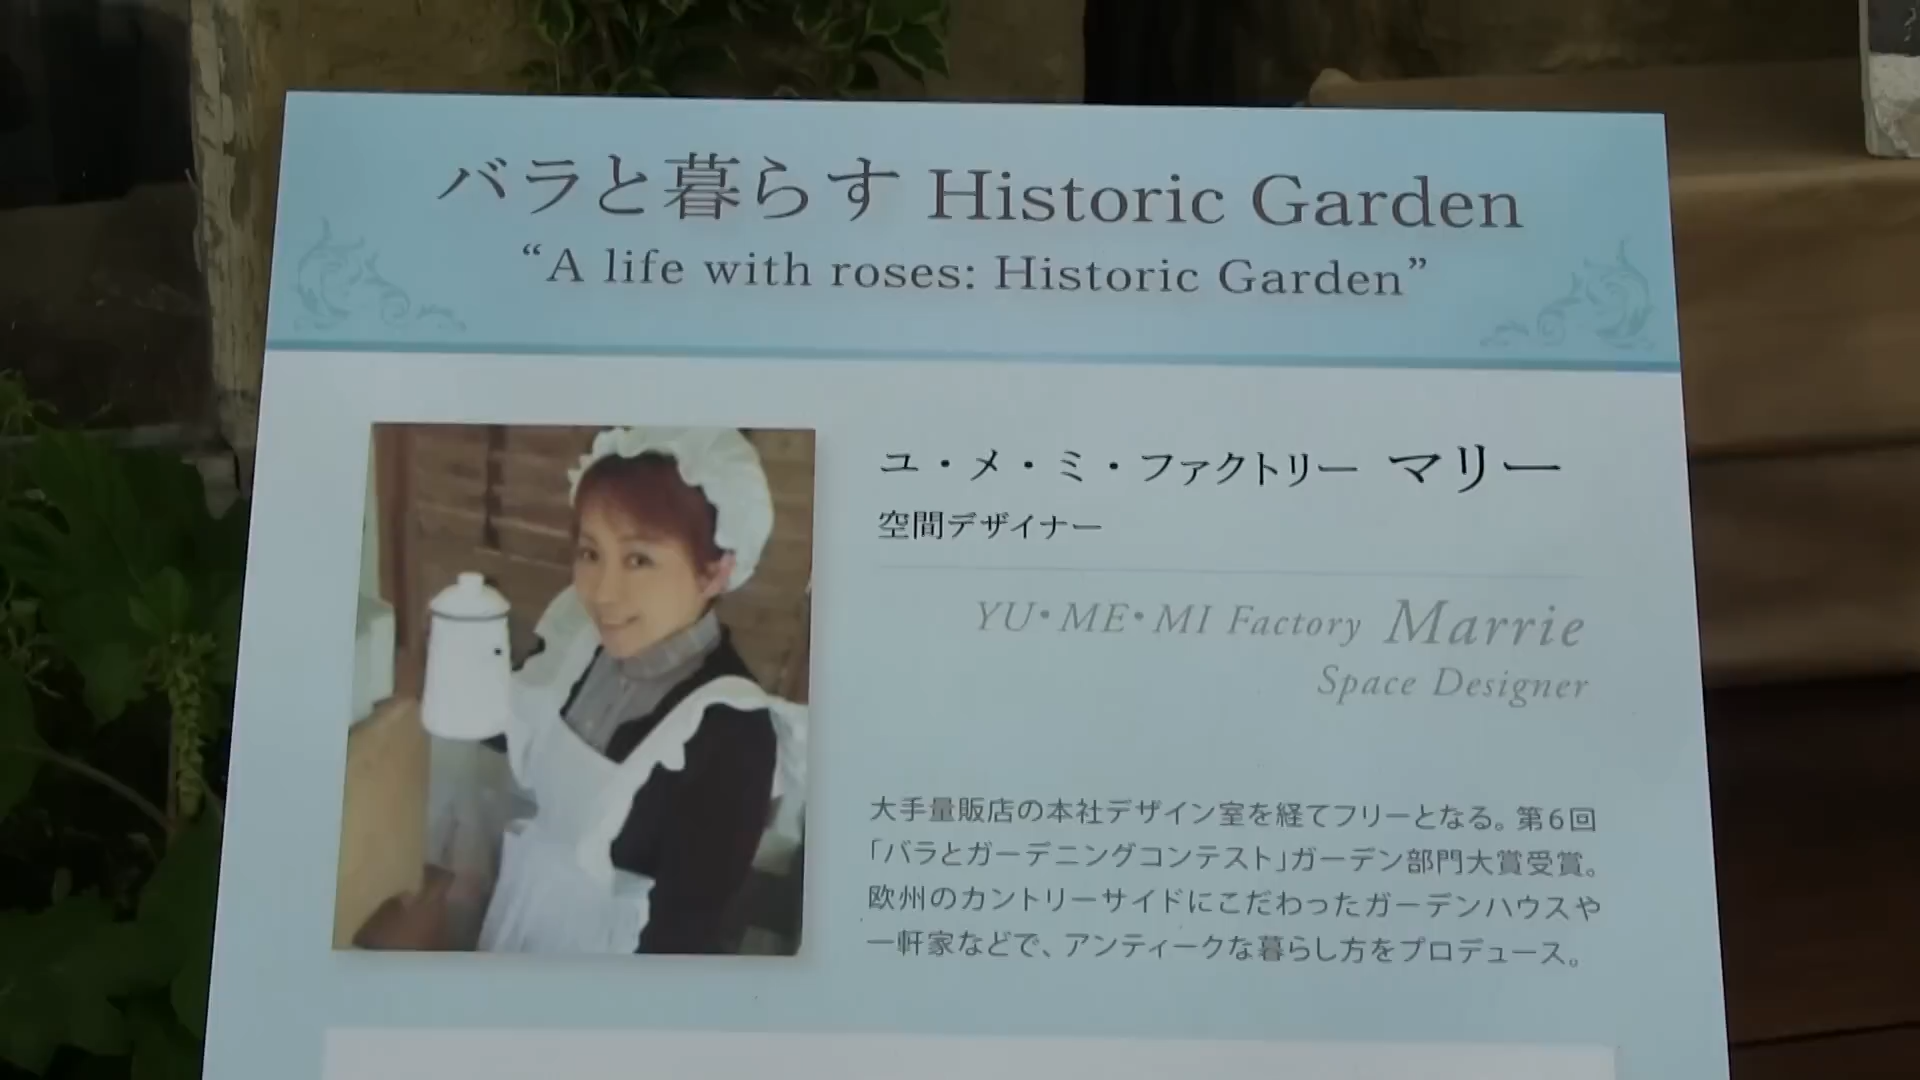 バラと暮らす Historic Garden
“A life with roses: Historic Garden”
ユ・メ・ミ・ファクトリー マリー
空間デザイナー
YU・ME・MI Factory Marrie
Space Designer
大手量販店の本社デザイン室を経てフリーとなる。第6回
「バラとガーデニングコンテスト」ガーデン部門大賞受賞。
欧州のカントリーサイドにこだわったガーデンハウスや
一軒家などで、アンティークな暮らし方をプロデュース。